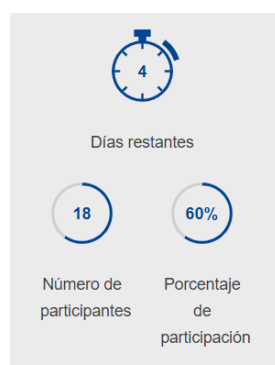 4
Días restantes
18
60%
Número de
participantes
Porcentaje
de
participación